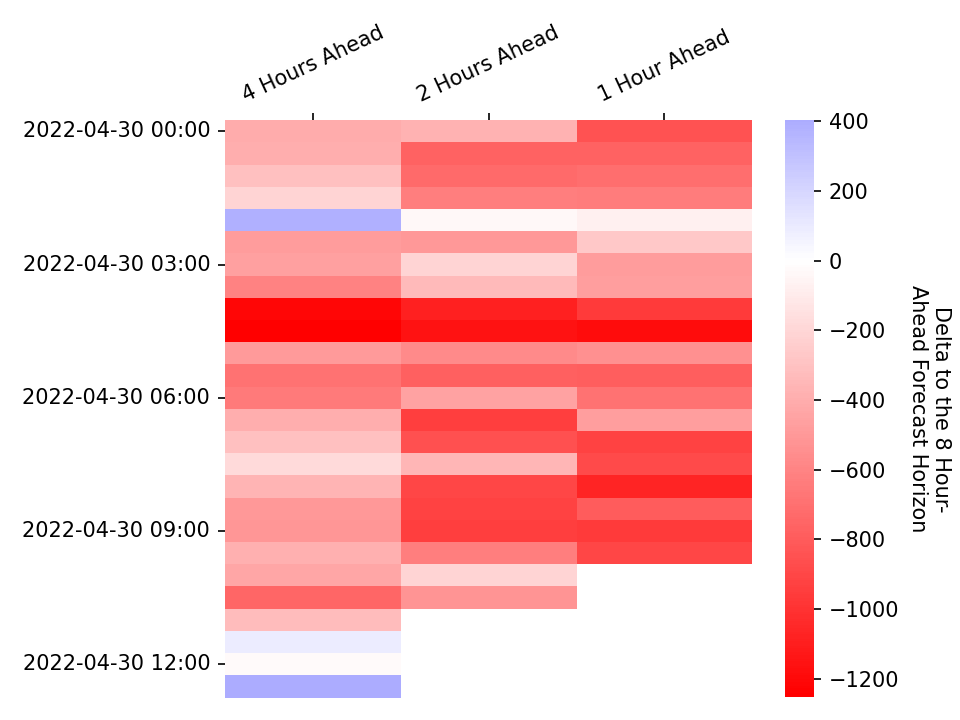 4 Hours Ahead
2 Hours Ahead
1 Hour Ahead
2022-04-30 00:00
2022-04-30 03:00
2022-04-30 06:00
2022-04-30 09:00
2022-04-30 12:00
400
200
0
−200
−400
−600
−800
−1000
−1200
Delta to the 8 Hour-
Ahead Forecast Horizon